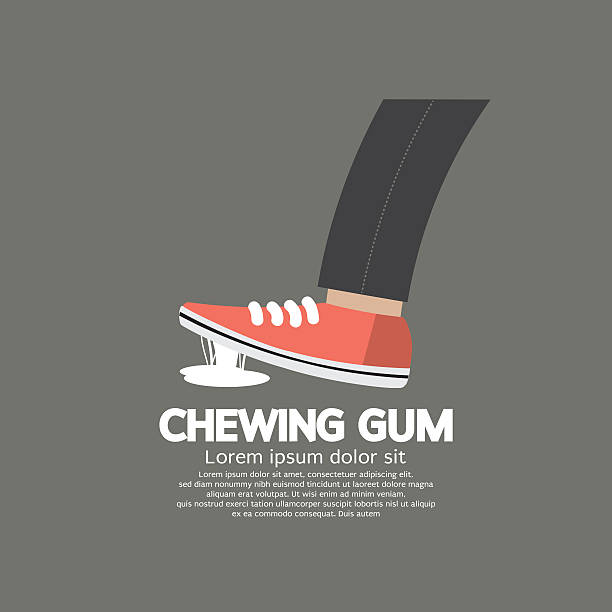 CHEWING GUM
Lorem ipsum dolor sit
Lorem ipsum dolor sit amet, consectetuer adipiscing elit.
sed diam nonummy nibh euismod tincidunt ut laoreet dolore magna
aliquam erat volutpat. Ut wisi enim ad minim veniam,
quis nostrud exerci tation ullamcorper suscipit lobortis nisl ut aliquip
ex ea commodo consequat. Duis autem